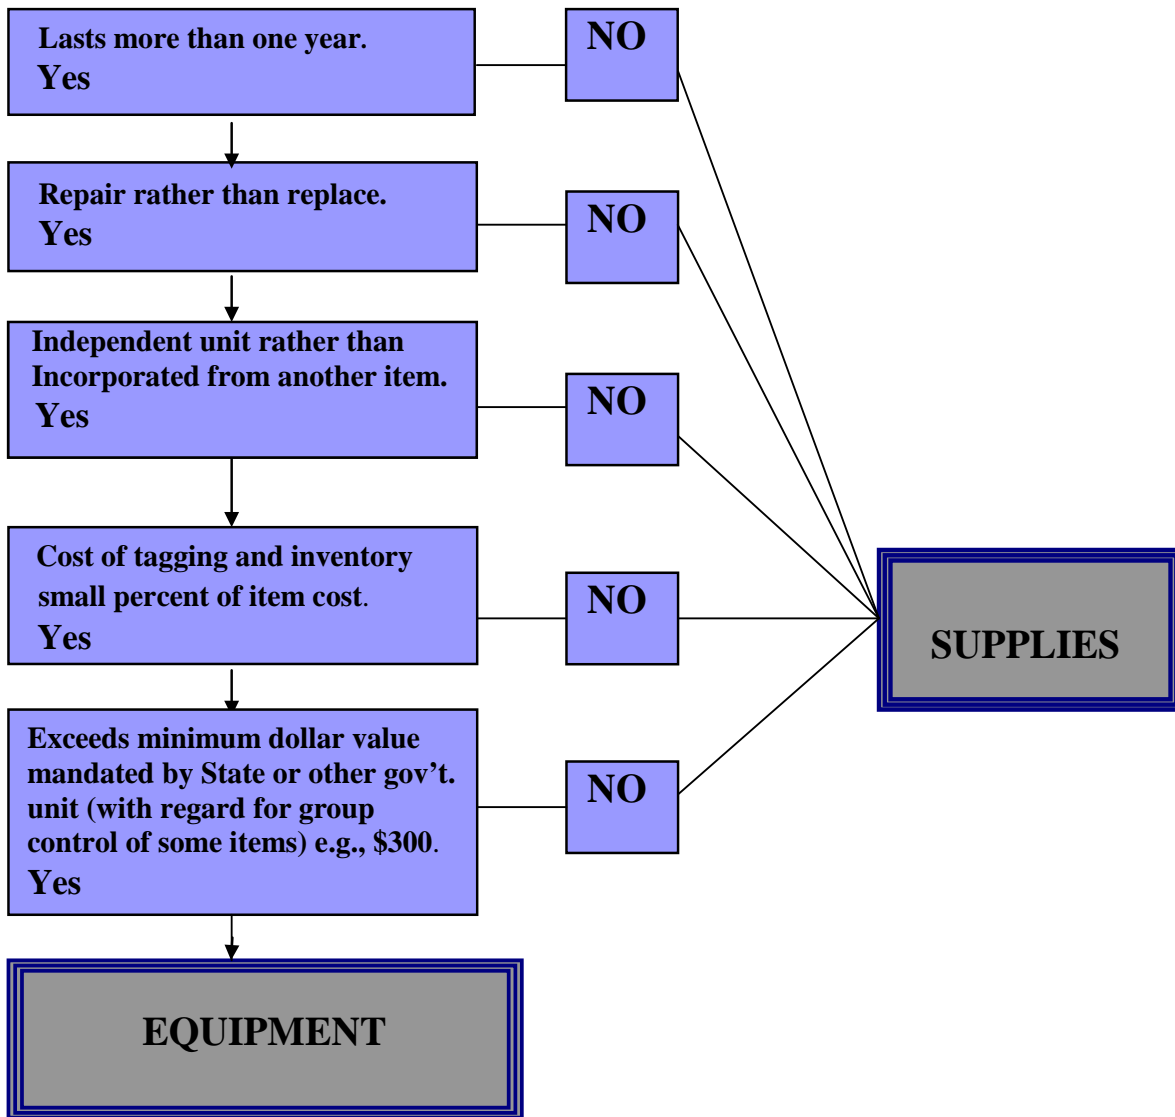 Lasts more than one year.
Yes
NO
Repair rather than replace.
Yes
NO
Independent unit rather than
Incorporated from another item.
Yes
NO
Cost of tagging and inventory
small percent of item cost.
Yes
NO
SUPPLIES
Exceeds minimum dollar value
mandated by State or other gov’t.
unit (with regard for group
control of some items) e.g., $300.
Yes
NO
EQUIPMENT